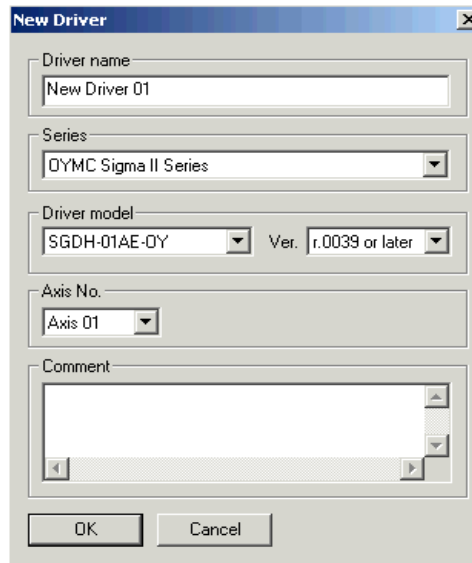 New Driver
Driver name
New Driver 01
Series
OYMC Sigma II Series
Driver model
SGDH-01AE-OY Ver. r.0039 or later
Axis No.
Axis 01
Comment
OK Cancel